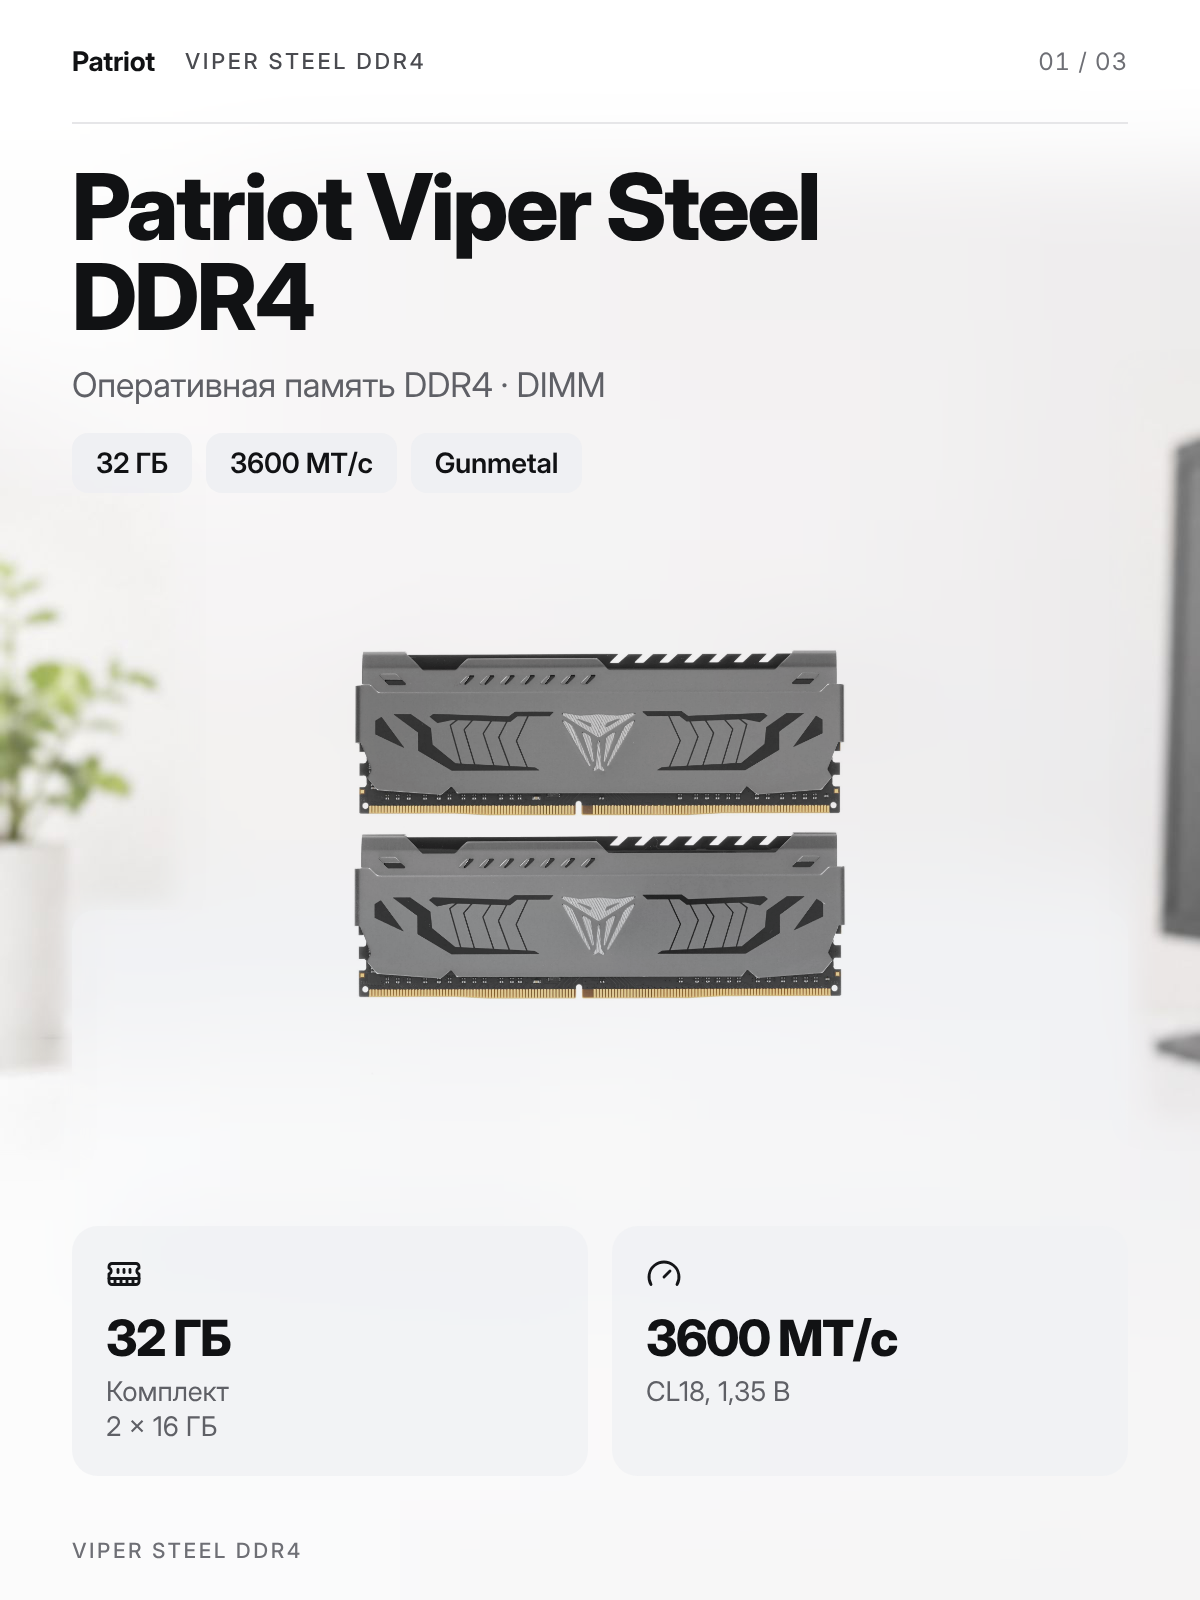 Patriot VIPER STEEL DDR4 01 / 03
Patriot Viper Steel
DDR4
Оперативная память DDR4 · DIMM
32 ГБ 3600 МТ/с Gunmetal
32 ГБ
Комплект
2 × 16 ГБ
3600 МТ/с
CL18, 1,35 В
VIPER STEEL DDR4